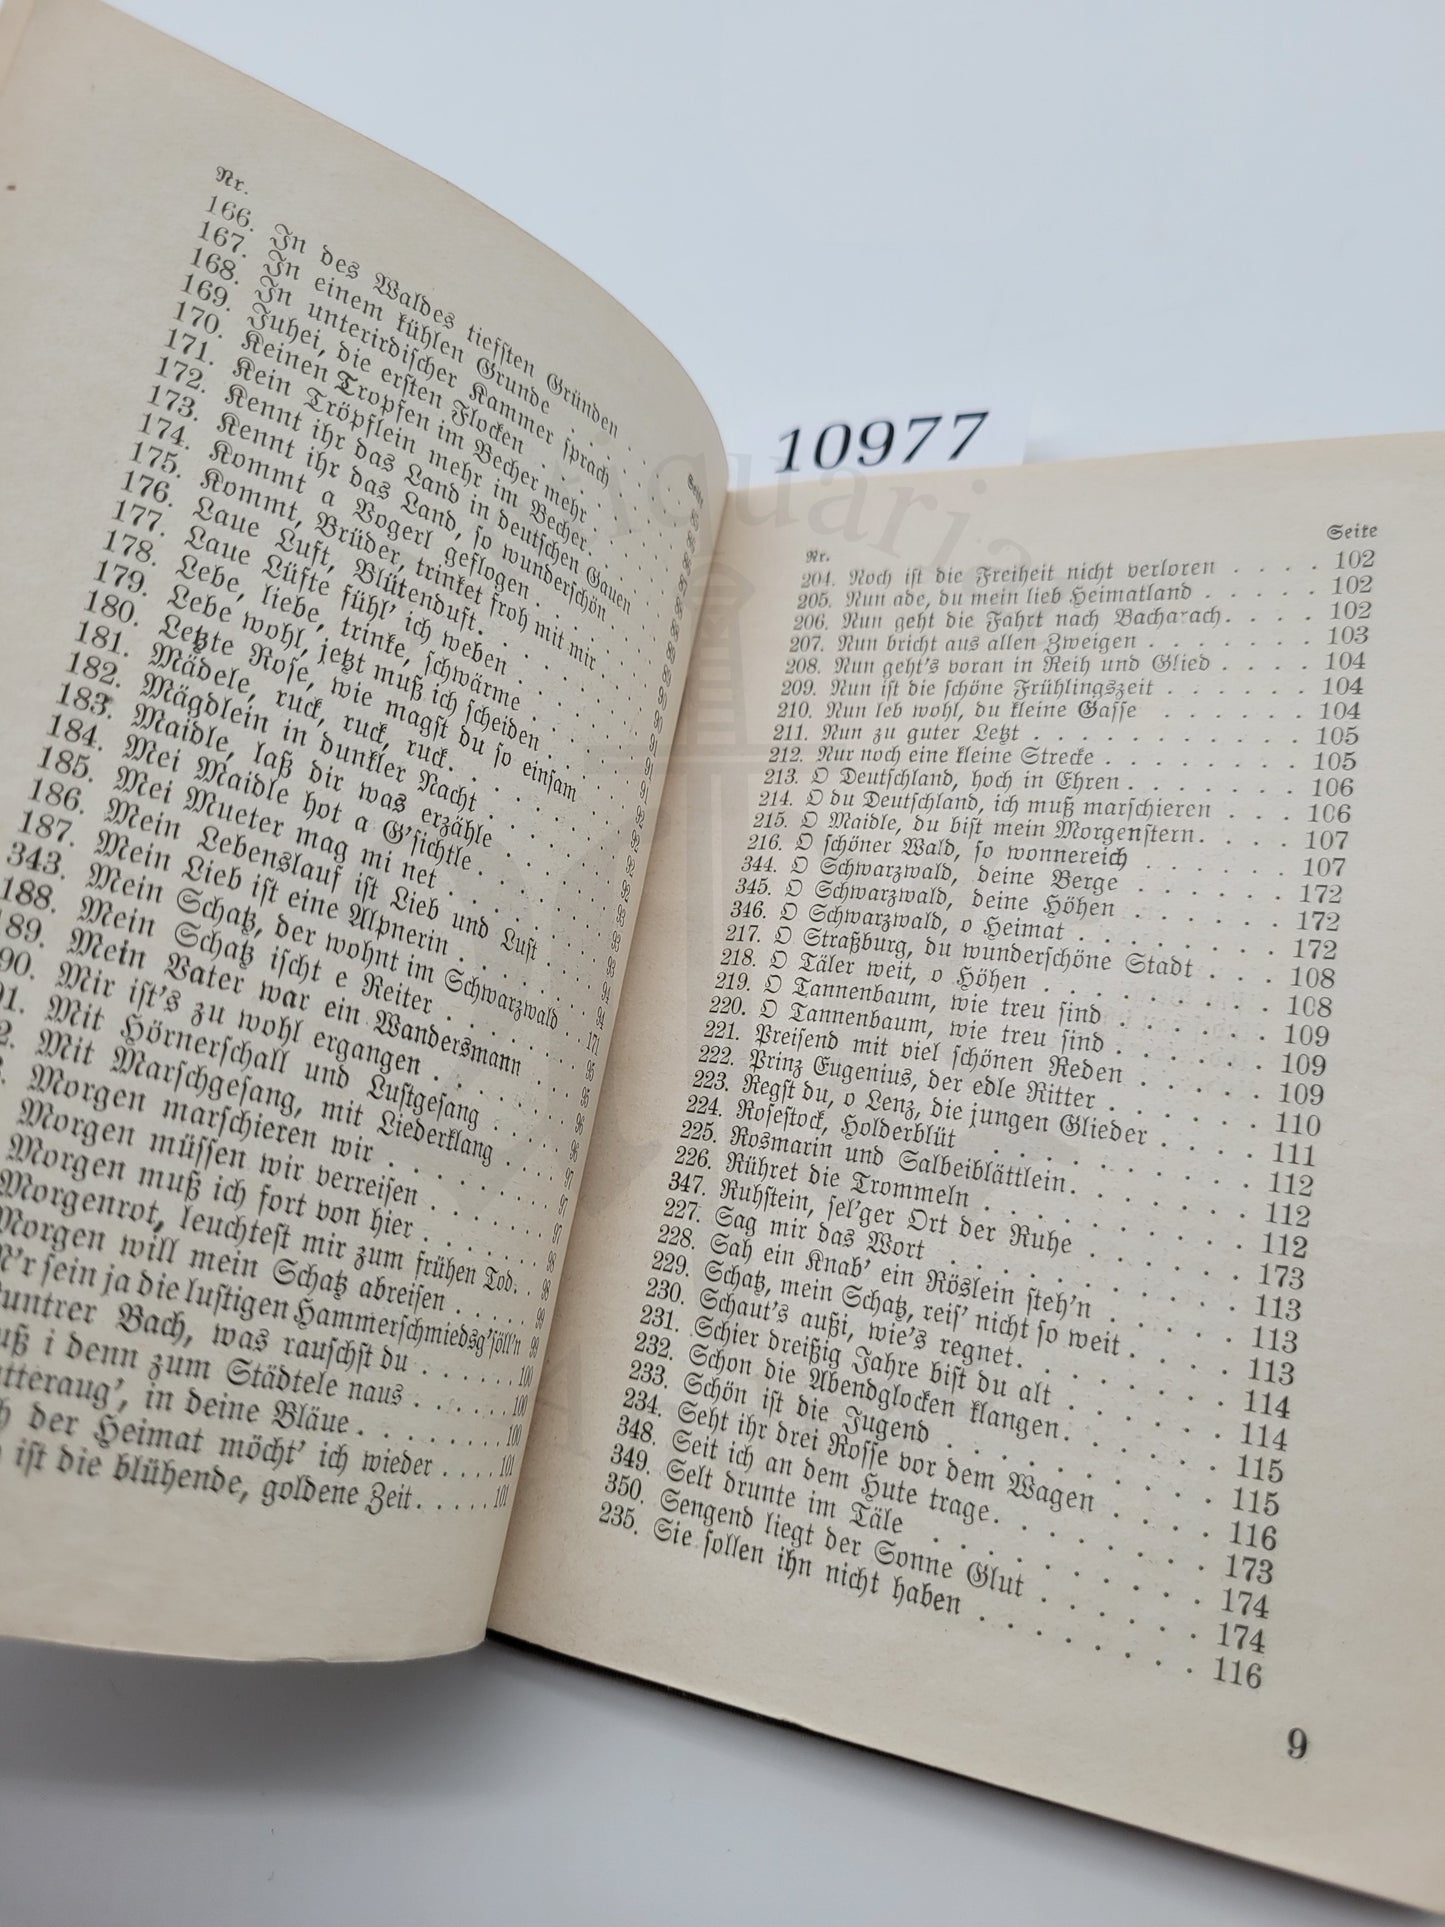 Nr.
166. In des Waldes tiefsten Gründen
167. In einem kühlen Grunde
168. In unterirdischer Kammer sprach
169. Juhei, die ersten Flocken
170. Keinen Tropfen im Becher mehr
171. Kein Tröpflein mehr im Becher
172. Kennt ihr das Land in deutschen Gauen
173. Kennt ihr das Land, so wunderschön
174. Kommt a Vogerl geflogen
175. Kommt, Brüder, trinket froh mit mir
176. Laue Luft, Blütenduft
177. Laue Lüfte fühl' ich weben
178. Lebe, liebe, trinke, schwärme
179. Lebe wohl, jetzt muß ich scheiden
180. Letzte Rose, wie magst du so einsam
181. Mädele, ruck, ruck, ruck
182. Mägdlein in dunkler Nacht
183. Maidle, laß dir was erzähle
184. Mei Maidle hot a G'sichtle
185. Mei Mueter mag mi net
186. Mein Lebenslauf ist Lieb und Lust
187. Mein Lieb ist eine Alpnerin
343. Mein Schatz, der wohnt im Schwarzwald . 171
188. Mein Schatz ischt e Reiter . . . 95
89. Mein Vater war ein Wandersmann . . . 95
90. Mir ist's zu wohl ergangen . . . 96
91. Mit Hörnerschall und Lustgesang . . . 96
2. Mit Marschgesang, mit Liederklang . . . 97
Morgen marschieren wir . . . 97
Morgen müssen wir verreisen . . . 97
Morgen muß ich fort von hier . . . 98
Morgenrot, leuchtest mir zum frühen Tod . . 98
Morgen will mein Schatz abreisen . . . 99
N'r sein ja die lustigen Hammerschmiedsg'söll'n 99
untrer Bach, was rauschst du . . . 100
uß i denn zum Städtele naus . . . 100
tteraug', in deine Bläue . . . 100
h der Heimat möcht' ich wieder . . . 101
ist die blühende, goldene Zeit . . . 101
10977
Nr. Seite
204. Noch ist die Freiheit nicht verloren . . . 102
205. Nun ade, du mein lieb Heimatland . . . 102
206. Nun geht die Fahrt nach Bacharach . . . 102
207. Nun bricht aus allen Zweigen . . . 103
208. Nun geht's voran in Reih und Glied . . . 104
209. Nun ist die schöne Frühlingszeit . . . 104
210. Nun leb wohl, du kleine Gasse . . . 104
211. Nun zu guter Letzt . . . 105
212. Nur noch eine kleine Strecke . . . 105
213. O Deutschland, hoch in Ehren . . . 106
214. O du Deutschland, ich muß marschieren . . . 106
215. O Maidle, du bist mein Morgenstern . . . 107
216. O schöner Wald, so wonnereich . . . 107
344. O Schwarzwald, deine Berge . . . 172
345. O Schwarzwald, deine Höhen . . . 172
346. O Schwarzwald, o Heimat . . . 172
217. O Straßburg, du wunderschöne Stadt . . . 108
218. O Täler weit, o Höhen . . . 108
219. O Tannenbaum, wie treu sind . . . 109
220. O Tannenbaum, wie treu sind . . . 109
221. Preisend mit viel schönen Reden . . . 109
222. Prinz Eugenius, der edle Ritter . . . 110
223. Regst du, o Lenz, die jungen Glieder . . . 111
224. Rosestock, Holderblüt . . . 112
225. Rosmarin und Salbeiblättlein . . . 112
226. Rühret die Trommeln . . . 112
347. Ruhstein, sel'ger Ort der Ruhe . . . 173
227. Sag mir das Wort . . . 113
228. Sah ein Knab' ein Röslein steh'n . . . 113
229. Schatz, mein Schatz, reis' nicht so weit . . . 113
230. Schaut's außi, wie's regnet . . . 114
231. Schier dreißig Jahre bist du alt . . . 114
232. Schon die Abendglocken klangen . . . 115
233. Schön ist die Jugend . . . 115
234. Seht ihr drei Rosse vor dem Wagen . . . 116
348. Seit ich an dem Hute trage . . . 173
349. Selt drunte im Täle . . . 174
350. Sengend liegt der Sonne Glut . . . 174
235. Sie sollen ihn nicht haben . . . 116
9